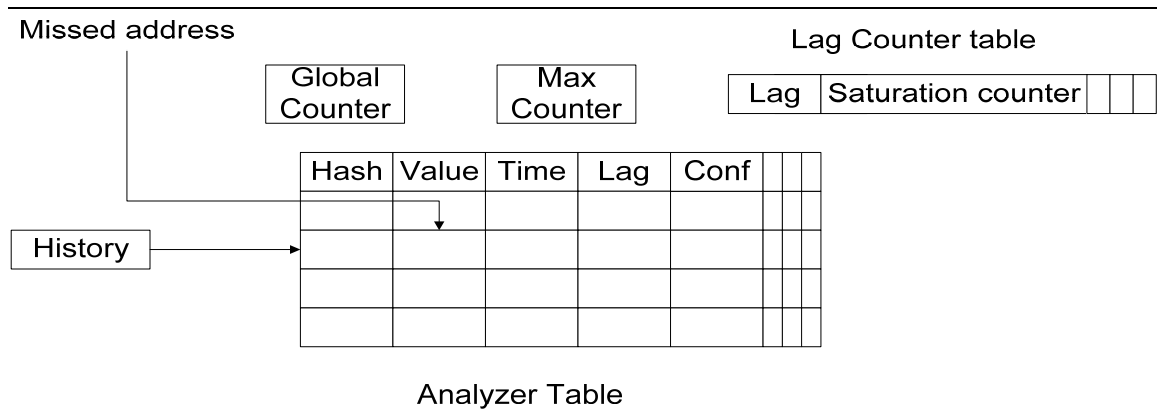 Missed address
Lag Counter table
Global
Counter
Max
Counter
Lag Saturation counter
Hash Value Time Lag Conf
History
Analyzer Table